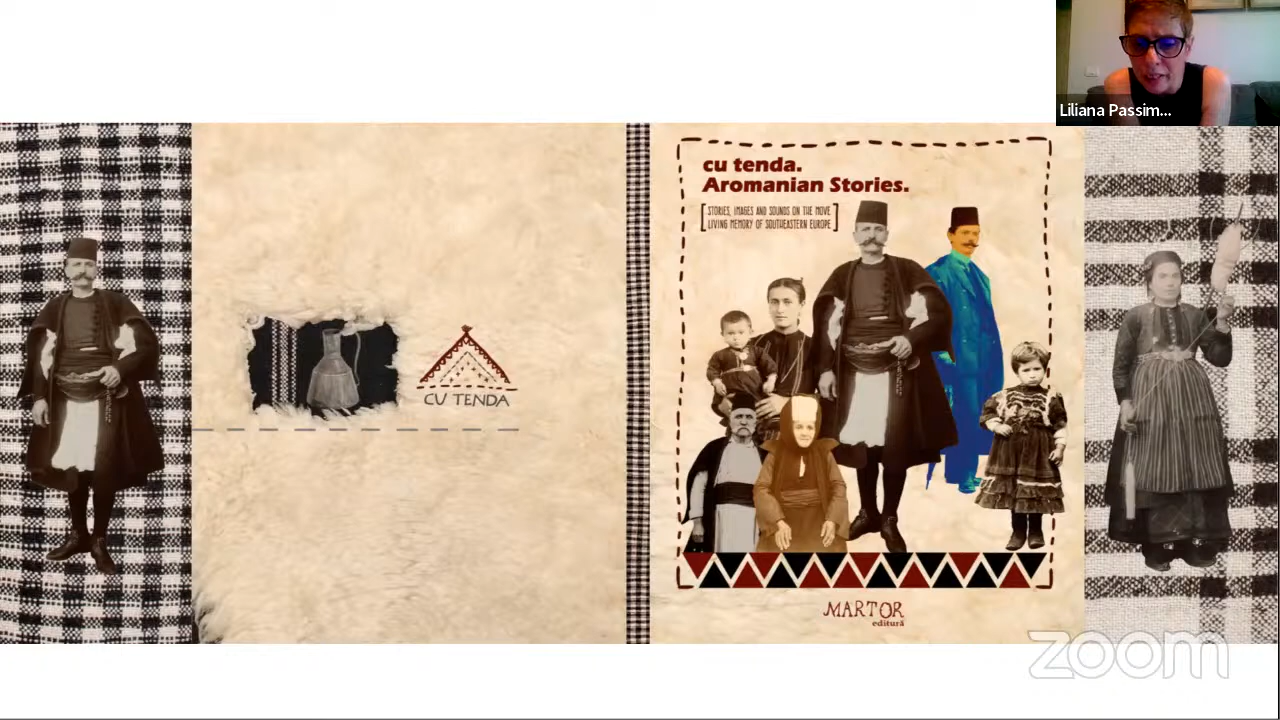 Liliana Passim...
cu tenda.
Aromanian Stories.
[STORIES, IMAGES AND SOUNDS ON THE MOVE
LIVING MEMORY OF SOUTHEASTERN EUROPE]
CU TENDA
MARTOR
editură
zoom